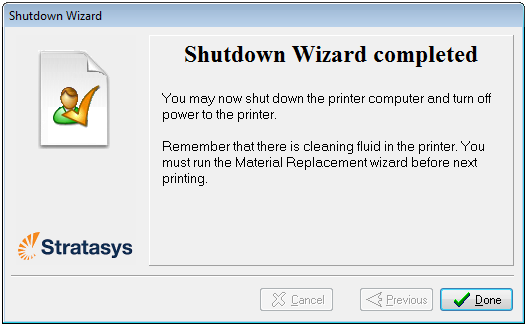 Shutdown Wizard
Shutdown Wizard completed
You may now shut down the printer computer and turn off
power to the printer.
Remember that there is cleaning fluid in the printer. You
must run the Material Replacement wizard before next
printing.
Stratasys
Cancel
Previous
Done